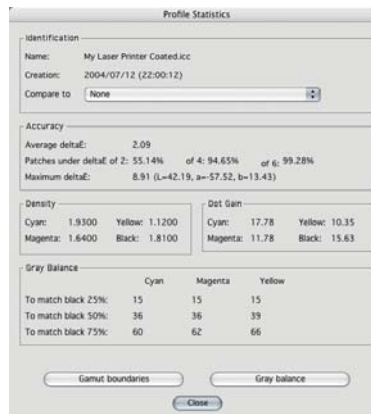 Profile Statistics
Identification
Name: My Laser Printer Coated.icc
Creation: 2004/07/12 (22:00:12)
Compare to None
Accuracy
Average deltaE: 2.09
Patches under deltaE of 2: 55.14% of 4: 94.65% of 6: 99.28%
Maximum deltaE: 8.91 (L=42.19, a=-57.52, b=13.43)
Density Dot Gain
Cyan: 1.9300 Yellow: 1.1200 Cyan: 17.78 Yellow: 10.35
Magenta: 1.6400 Black: 1.8100 Magenta: 11.78 Black: 15.63
Gray Balance
Cyan Magenta Yellow
To match black 25%: 15 15 15
To match black 50%: 36 36 39
To match black 75%: 60 62 66
Gamut boundaries Gray balance
Close